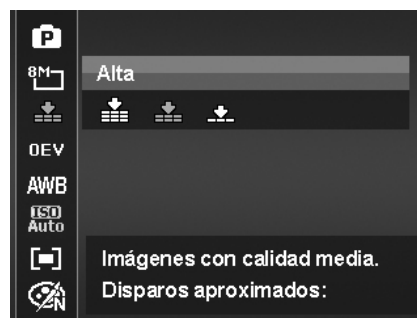 P
8M
Alta
0EV
AWB
ISO
Auto
Imágenes con calidad media.
N
Disparos aproximados: